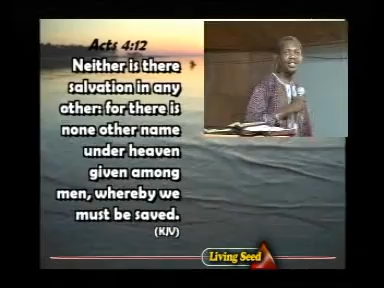 Acts 4:12
Neither is there
salvation in any
other: for there is
none other name
under heaven
given among
men, whereby we
must be saved.
(KJV)
Living Seed